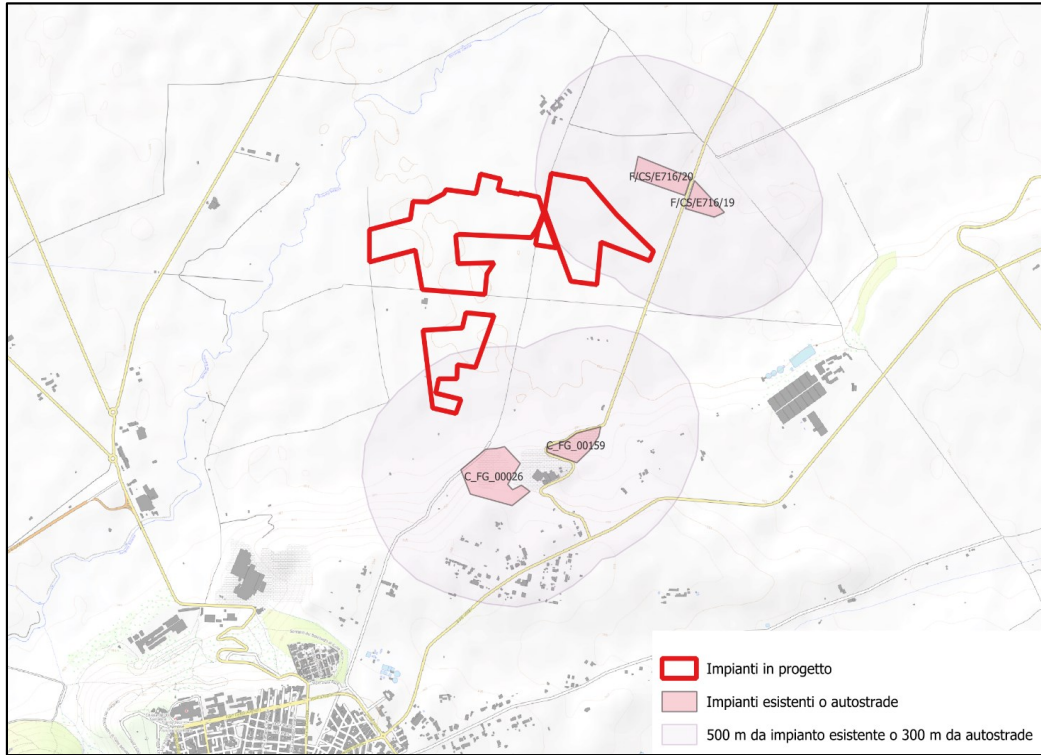 F/CS/E716/20
F/CS/E716/19
C_FG_00159
C_FG_00026
Impianti in progetto
Impianti esistenti o autostrade
500 m da impianto esistente o 300 m da autostrade